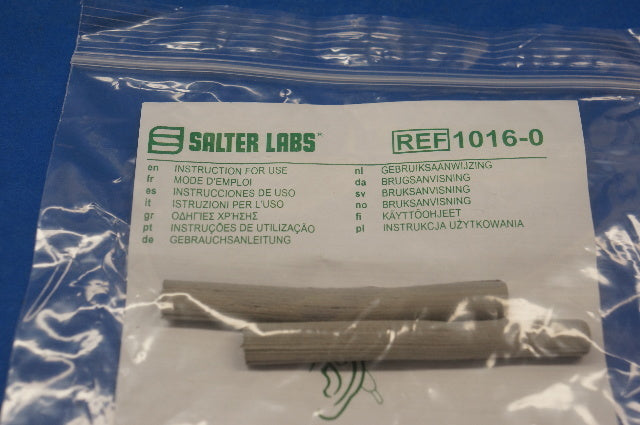 SALTER LABS
REF 1016-0
en INSTRUCTION FOR USE
fr MODE D'EMPLOI
es INSTRUCCIONES DE USO
it ISTRUZIONI PER L'USO
gr ΟΔΗΓΙΕΣ ΧΡΉΣΗΣ
pt INSTRUÇÕES DE UTILIZAÇÃO
de GEBRAUCHSANLEITUNG
nl GEBRUIKSAANWIJZING
da BRUGSANVISNING
sv BRUKSANVISNING
no BRUKSANVISNING
fi KÄYTTÖOHJEET
pl INSTRUKCJA UŻYTKOWANIA